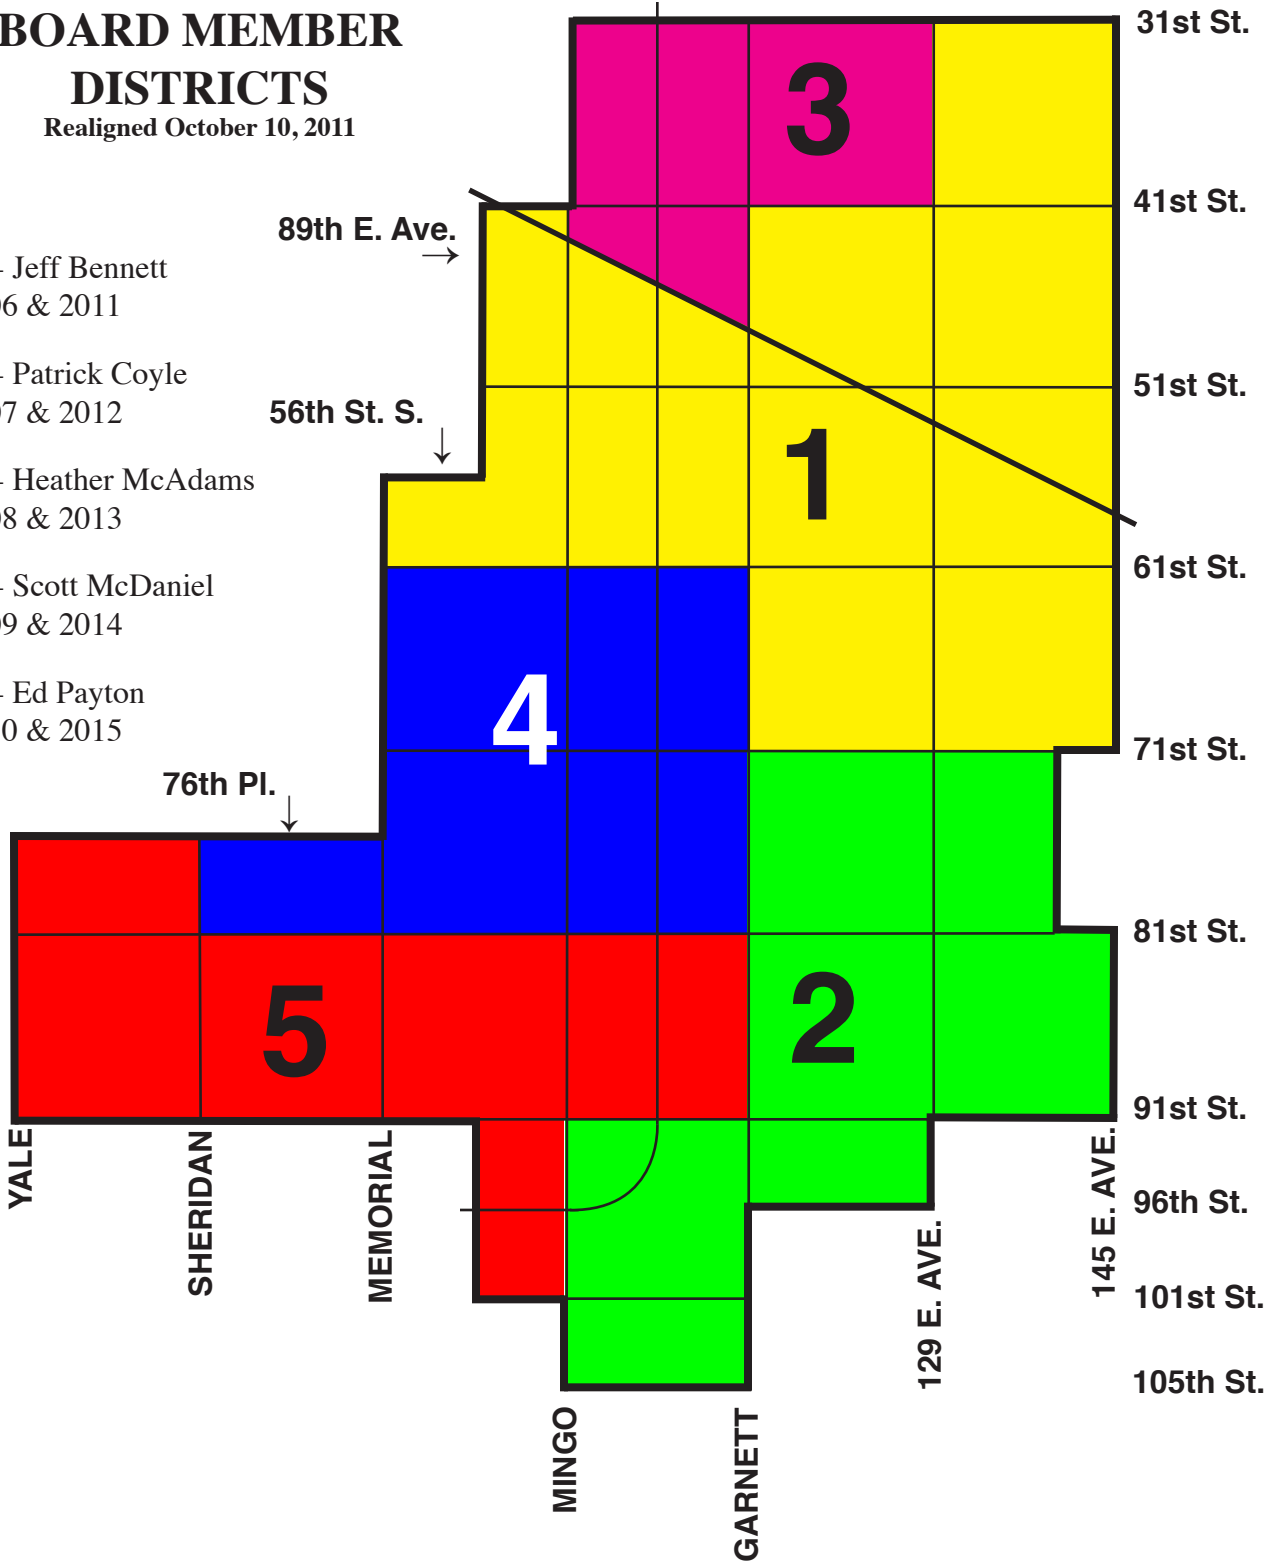 BOARD MEMBER
DISTRICTS
Realigned October 10, 2011
31st St.
3
41st St.
89th E. Ave.
→
- Jeff Bennett
6 & 2011
- Patrick Coyle
7 & 2012
51st St.
56th St. S.
↓
1
- Heather McAdams
8 & 2013
61st St.
- Scott McDaniel
9 & 2014
4
- Ed Payton
0 & 2015
71st St.
76th Pl.
↓
81st St.
5
2
91st St.
YALE
SHERIDAN
MEMORIAL
145 E. AVE.
96th St.
129 E. AVE.
101st St.
105th St.
MINGO
GARNETT